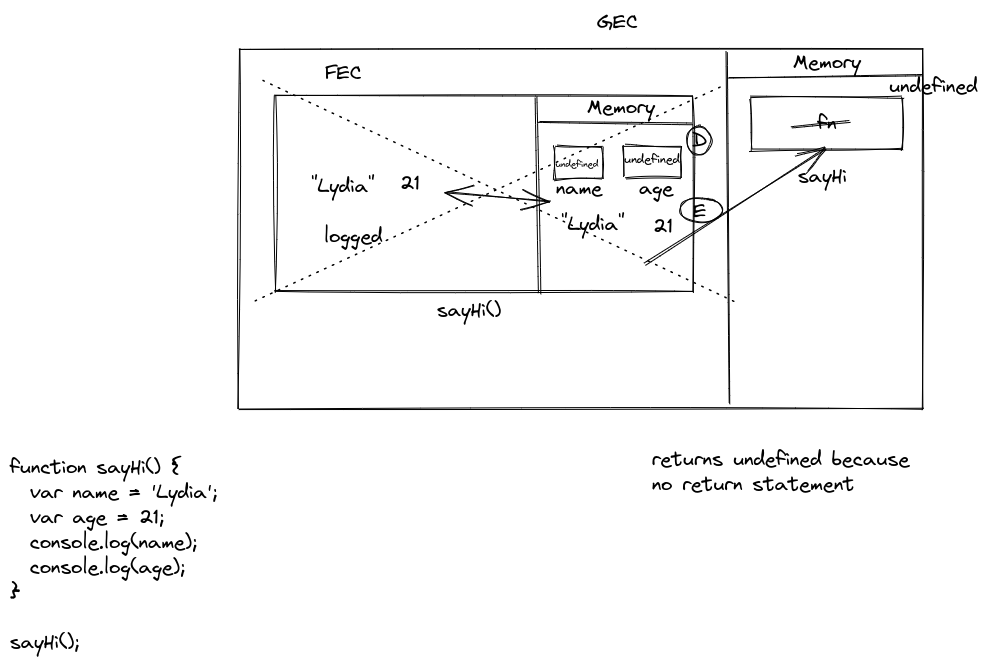 GEC
FEC
Memory
undefined
fn
sayHi
Memory
D
undefined
undefined
name
age
E
"Lydia" 21
"Lydia" 21
logged
sayHi()
function sayHi() {
var name = 'Lydia';
var age = 21;
console.log(name);
console.log(age);
}
sayHi();
returns undefined because
no return statement